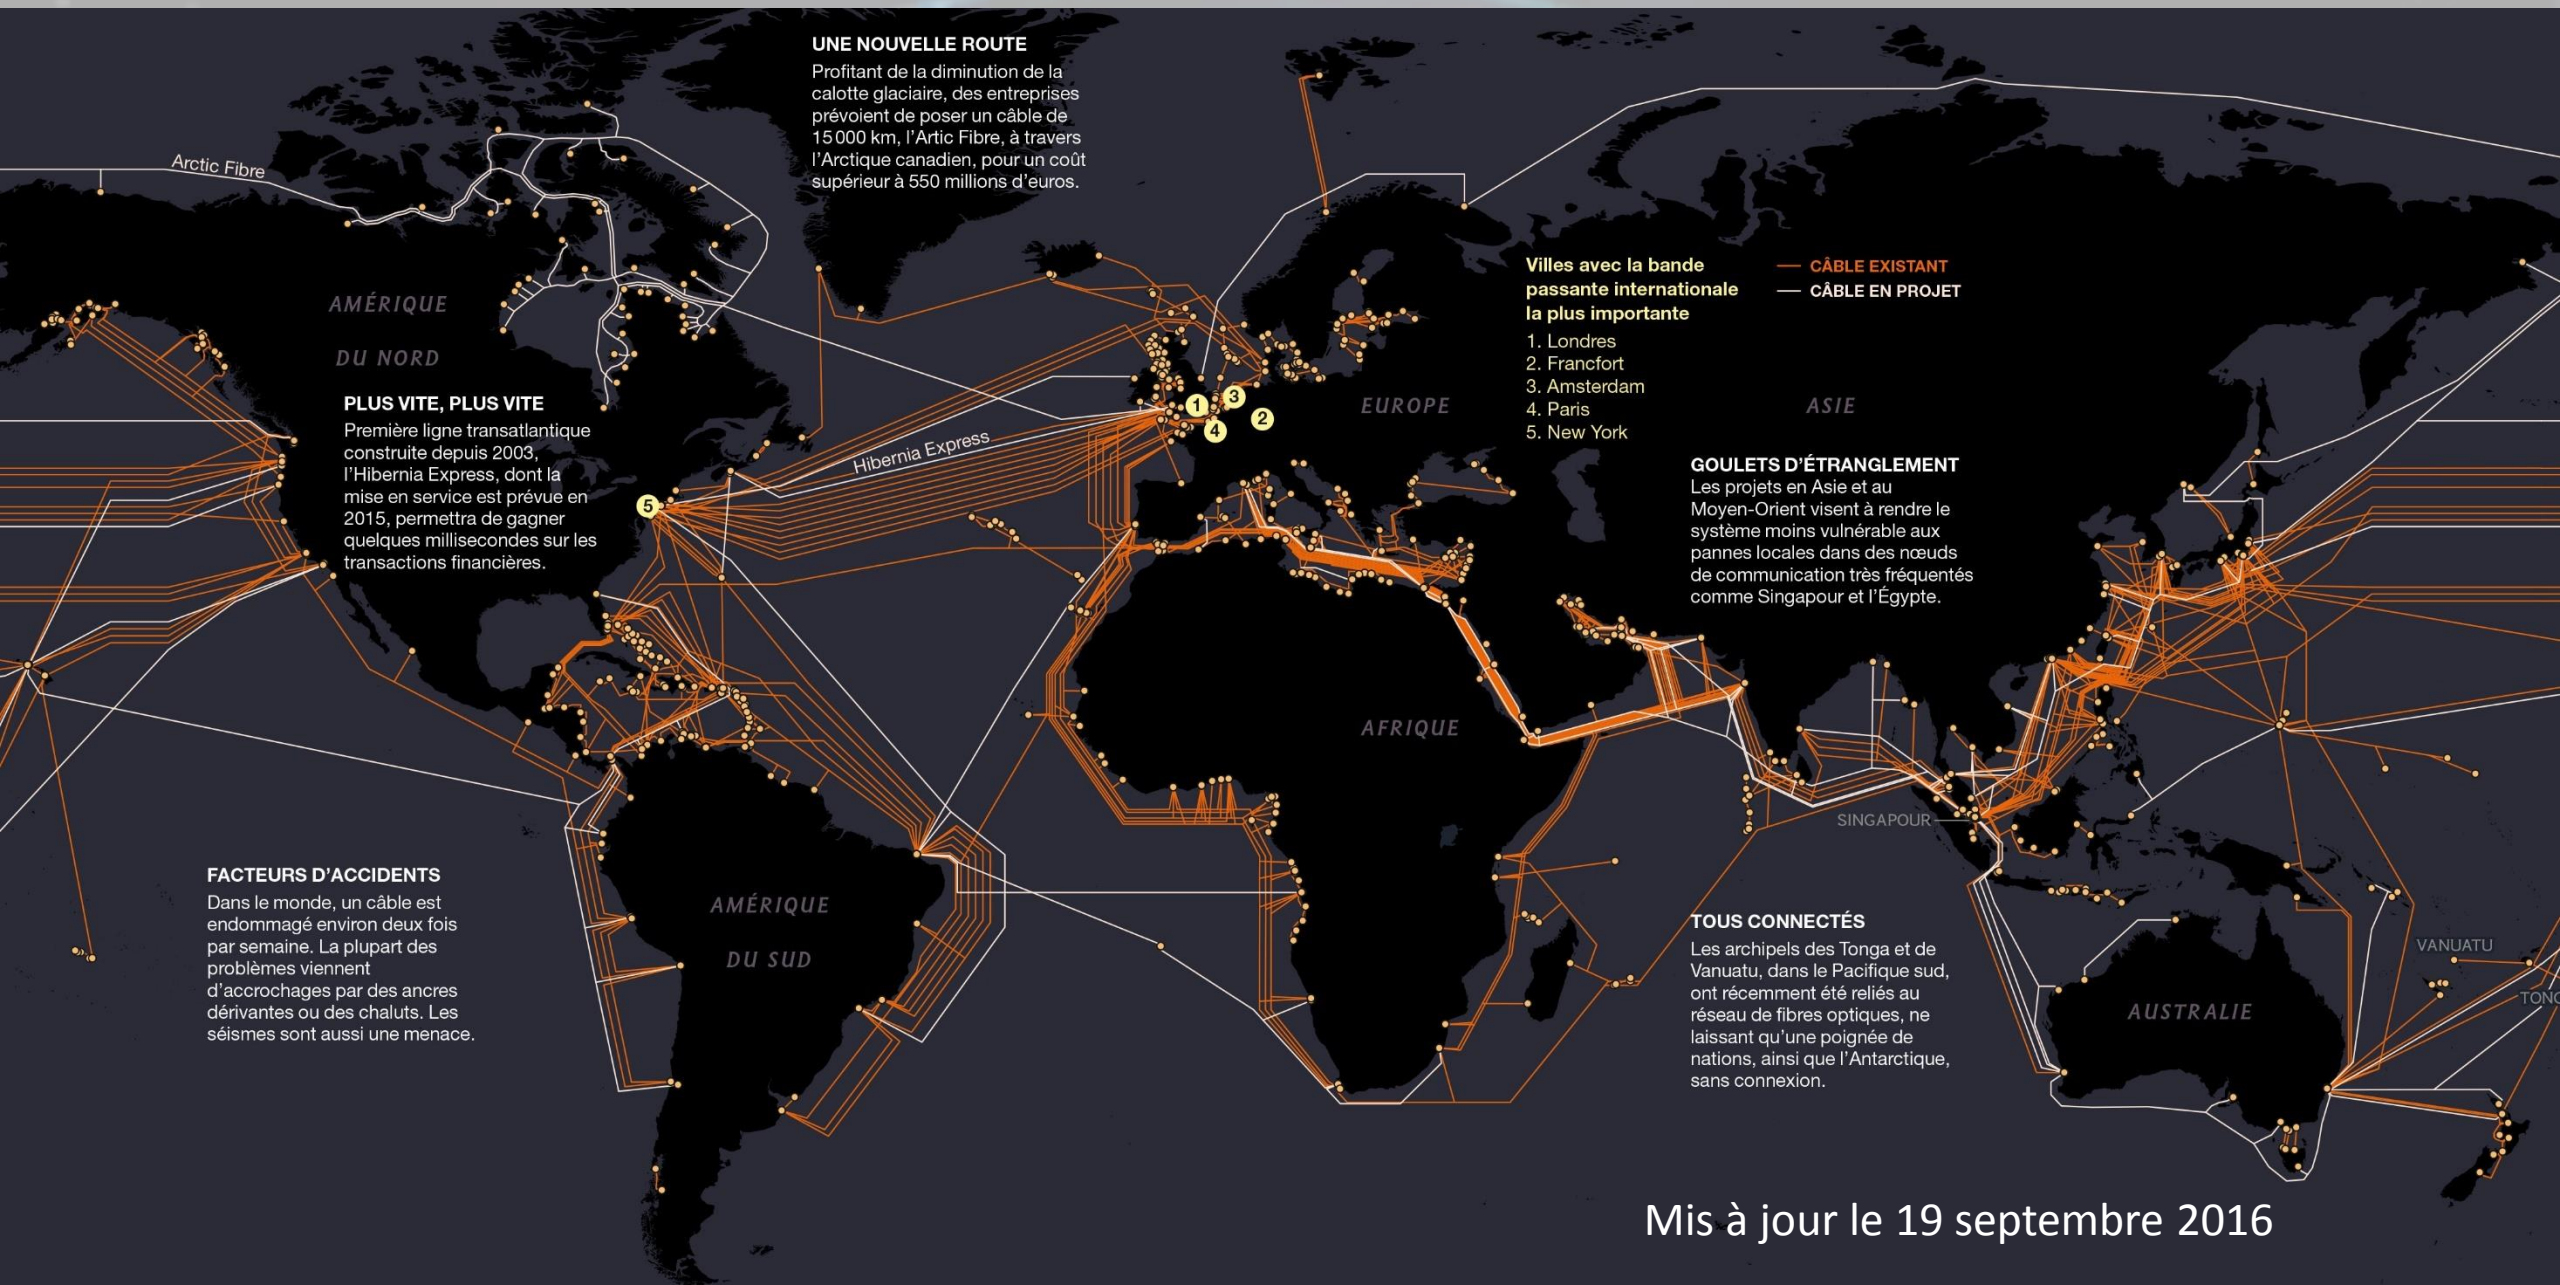 UNE NOUVELLE ROUTE
Profitant de la diminution de la
calotte glaciaire, des entreprises
prévoient de poser un câble de
15 000 km, l'Artic Fibre, à travers
l'Arctique canadien, pour un coût
supérieur à 550 millions d'euros.
Arctic Fibre
AMÉRIQUE
DU NORD
PLUS VITE, PLUS VITE
Première ligne transatlantique
construite depuis 2003,
l'Hibernia Express, dont la
mise en service est prévue en
2015, permettra de gagner
quelques millisecondes sur les
transactions financières.
Hibernia Express
1
2
3
4
5
EUROPE
Villes avec la bande
passante internationale
la plus importante
1. Londres
2. Francfort
3. Amsterdam
4. Paris
5. New York
CÂBLE EXISTANT
CÂBLE EN PROJET
ASIE
GOULETS D'ÉTRANGLEMENT
Les projets en Asie et au
Moyen-Orient visent à rendre le
système moins vulnérable aux
pannes locales dans des nœuds
de communication très fréquentés
comme Singapour et l'Égypte.
AFRIQUE
SINGAPOUR
FACTEURS D'ACCIDENTS
Dans le monde, un câble est
endommagé environ deux fois
par semaine. La plupart des
problèmes viennent
d'accrochages par des ancres
dérivantes ou des chaluts. Les
séismes sont aussi une menace.
AMÉRIQUE
DU SUD
TOUS CONNECTÉS
Les archipels des Tonga et de
Vanuatu, dans le Pacifique sud,
ont récemment été reliés au
réseau de fibres optiques, ne
laissant qu'une poignée de
nations, ainsi que l'Antarctique,
sans connexion.
VANUATU
TONG
AUSTRALIE
Mis à jour le 19 septembre 2016